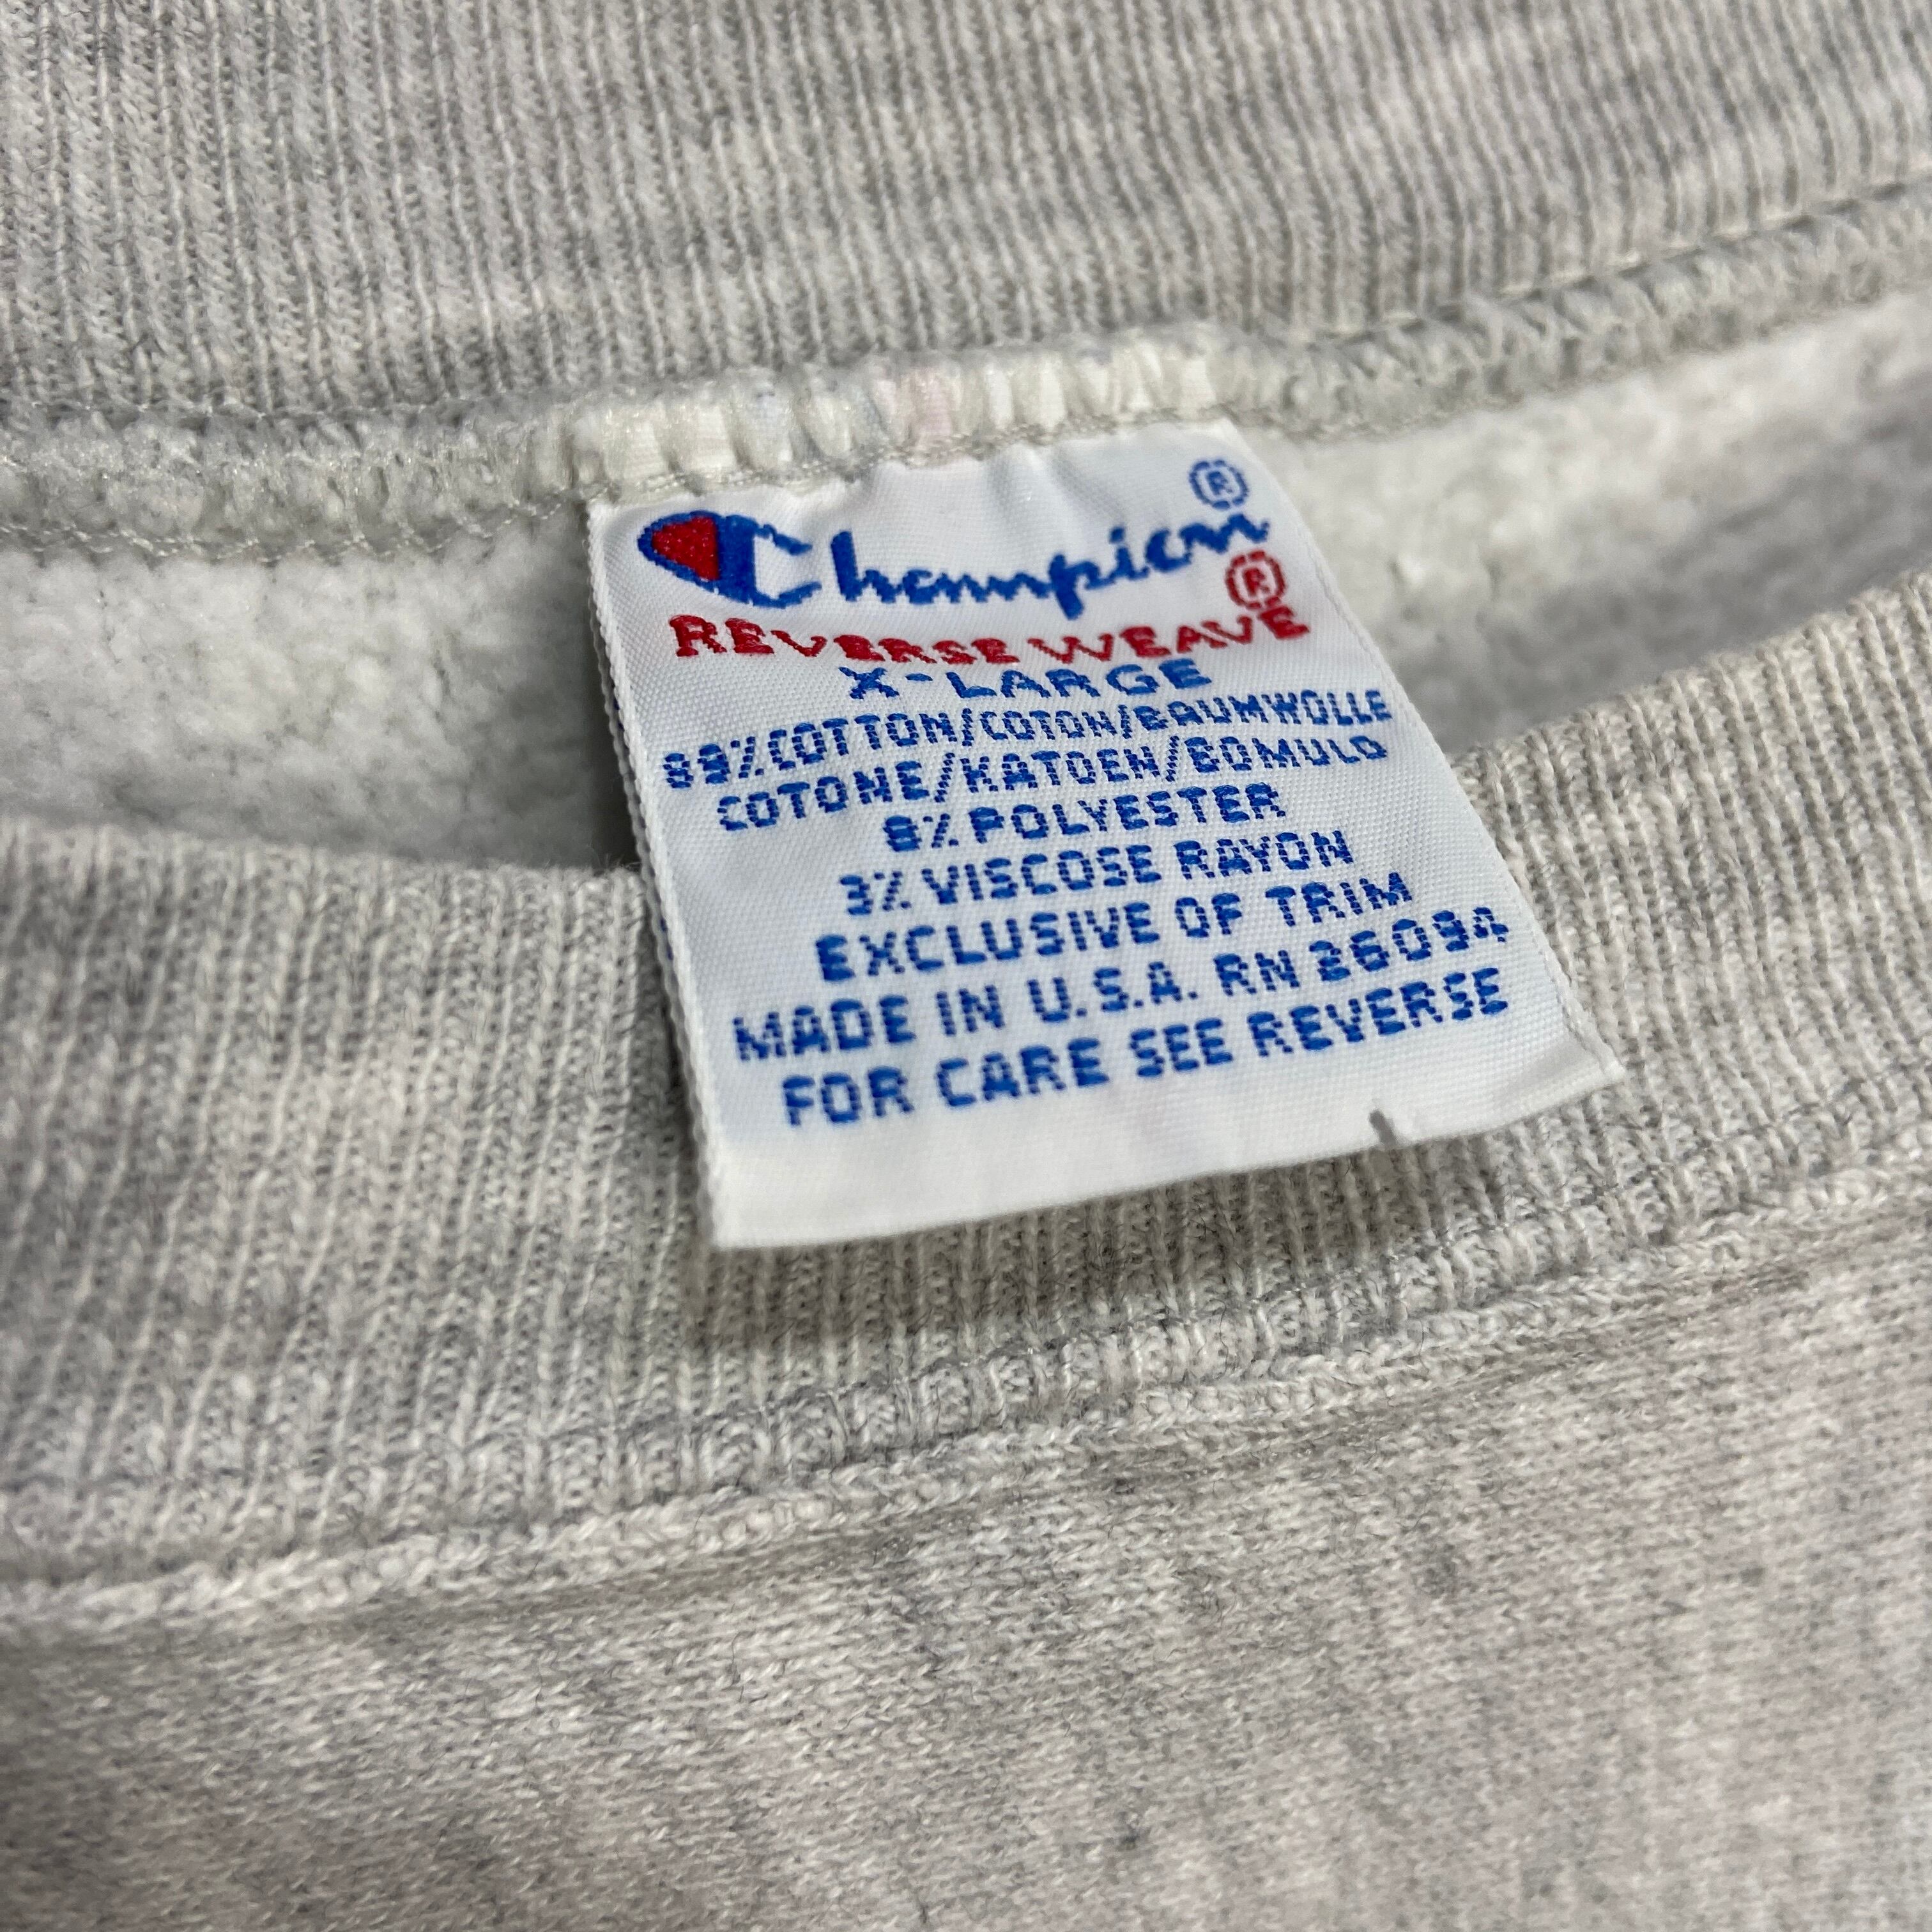 Champion®
REVERSE WEAVE®
X-LARGE
89% COTTON/COTON/BAUMWOLLE
COTONE/KATOEN/BOMULD
8% POLYESTER
3% VISCOSE RAYON
EXCLUSIVE OF TRIM
MADE IN U.S.A. RN 26094
FOR CARE SEE REVERSE